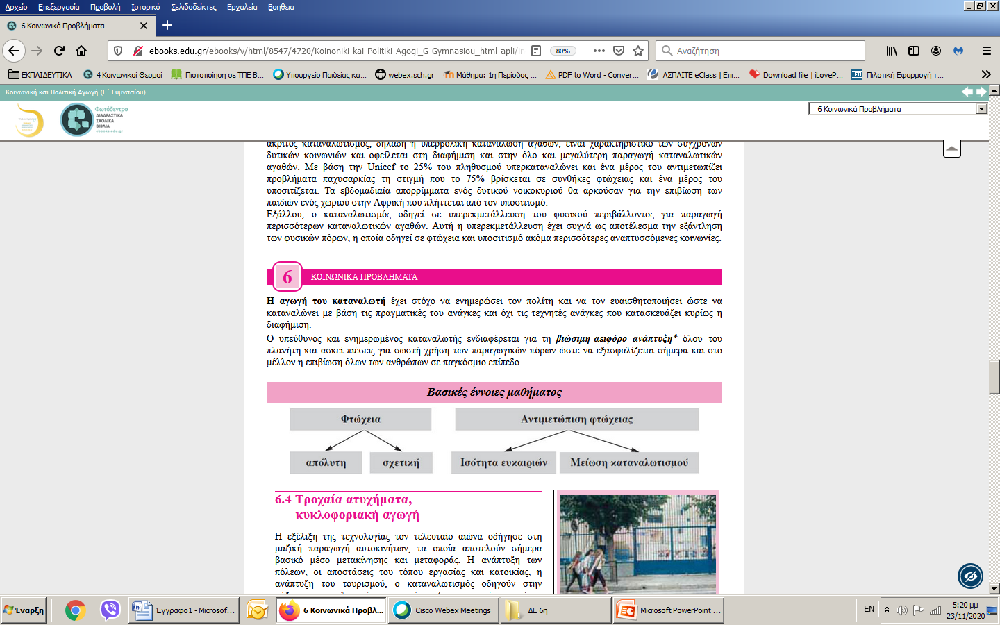 Αρχείο Επεξεργασία Προβολή Ιστορικό Σελιδοδείκτες Εργαλεία Βοήθεια
6 Κοινωνικά Προβλήματα
ebooks.edu.gr/ebooks/v/html/8547/4720/Koinoniki-kai-Politiki-Agogi_G-Gymnasiou_html-apli/in
80%
Αναζήτηση
ΕΚΠΑΙΔΕΥΤΙΚΑ 4 Κοινωνικοί Θεσμοί Πιστοποίηση σε ΤΠΕ Β... Υπουργείο Παιδείας κα... webex.sch.gr Μάθημα: 1η Περίοδος ... PDF to Word - Conver... ΑΣΠΑΙΤΕ eClass | Επι... Download file | iLoveP... Πιλοτική Εφαρμογή τ...
Κοινωνική και Πολιτική Αγωγή (Γ΄ Γυμνασίου)
Φωτόδεντρο
ΔΙΑΔΡΑΣΤΙΚΑ
ΣΧΟΛΙΚΑ
ΒΙΒΛΙΑ
ebooks.edu.gr
6 Κοινωνικά Προβλήματα
άκριτος καταναλωτισμός, δηλαδή η υπερβολική κατανάλωση αγαθών, είναι χαρακτηριστικό των σύγχρονων
δυτικών κοινωνιών και οφείλεται στη διαφήμιση και στην όλο και μεγαλύτερη παραγωγή καταναλωτικών
αγαθών. Με βάση την Unicef το 25% του πληθυσμού υπερκαταναλώνει και ένα μέρος του αντιμετωπίζει
προβλήματα παχυσαρκίας τη στιγμή που το 75% βρίσκεται σε συνθήκες φτώχειας και ένα μέρος του
υποσιτίζεται. Τα εβδομαδιαία απορρίμματα ενός δυτικού νοικοκυριού θα αρκούσαν για την επιβίωση των
παιδιών ενός χωριού στην Αφρική που πλήττεται από τον υποσιτισμό.
Εξάλλου, ο καταναλωτισμός οδηγεί σε υπερεκμετάλλευση του φυσικού περιβάλλοντος για παραγωγή
περισσότερων καταναλωτικών αγαθών. Αυτή η υπερεκμετάλλευση έχει συχνά ως αποτέλεσμα την εξάντληση
των φυσικών πόρων, η οποία οδηγεί σε φτώχεια και υποσιτισμό ακόμα περισσότερες αναπτυσσόμενες κοινωνίες.
6 ΚΟΙΝΩΝΙΚΑ ΠΡΟΒΛΗΜΑΤΑ
Η αγωγή του καταναλωτή έχει στόχο να ενημερώσει τον πολίτη και να τον ευαισθητοποιήσει ώστε να
καταναλώνει με βάση τις πραγματικές του ανάγκες και όχι τις τεχνητές ανάγκες που κατασκευάζει κυρίως η
διαφήμιση.
Ο υπεύθυνος και ενημερωμένος καταναλωτής ενδιαφέρεται για τη βιώσιμη-αειφόρο ανάπτυξη* όλου του
πλανήτη και ασκεί πιέσεις για σωστή χρήση των παραγωγικών πόρων ώστε να εξασφαλίζεται σήμερα και στο
μέλλον η επιβίωση όλων των ανθρώπων σε παγκόσμιο επίπεδο.
Βασικές έννοιες μαθήματος
Φτώχεια Αντιμετώπιση φτώχειας
απόλυτη σχετική Ισότητα ευκαιριών Μείωση καταναλωτισμού
6.4 Τροχαία ατυχήματα,
κυκλοφοριακή αγωγή
Η εξέλιξη της τεχνολογίας τον τελευταίο αιώνα οδήγησε στη
μαζική παραγωγή αυτοκινήτων, τα οποία αποτελούν σήμερα
βασικό μέσο μετακίνησης και μεταφοράς. Η ανάπτυξη των
πόλεων, οι αποστάσεις του τόπου εργασίας και κατοικίας, η
ανάπτυξη του τουρισμού, ο καταναλωτισμός οδηγούν στην
Έναρξη Έγγραφο1 - Microsof... 6 Κοινωνικά Προβλ... Cisco Webex Meetings ΔΕ 6η Microsoft PowerPoint ... EN 5:20 μμ
23/11/2020